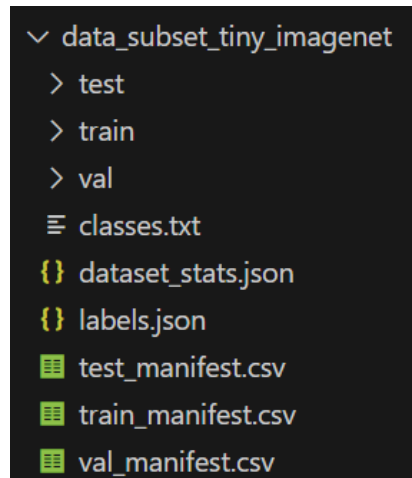 data_subset_tiny_imagenet
test
train
val
classes.txt
dataset_stats.json
labels.json
test_manifest.csv
train_manifest.csv
val_manifest.csv